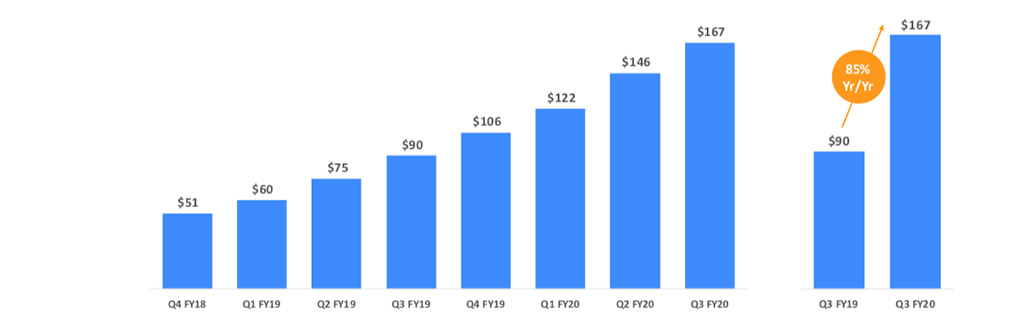 $51
$60
$75
$90
$106
$122
$146
$167
Q4 FY18
Q1 FY19
Q2 FY19
Q3 FY19
Q4 FY19
Q1 FY20
Q2 FY20
Q3 FY20
85%
Yr/Yr
$90
$167
Q3 FY19
Q3 FY20